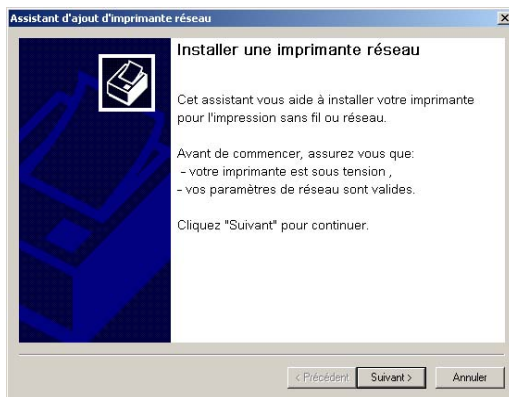 Assistant d'ajout d'imprimante réseau
Installer une imprimante réseau
Cet assistant vous aide à installer votre imprimante
pour l'impression sans fil ou réseau.
Avant de commencer, assurez vous que:
- votre imprimante est sous tension ,
- vos paramètres de réseau sont valides.
Cliquez "Suivant" pour continuer.
< Précédent Suivant > Annuler